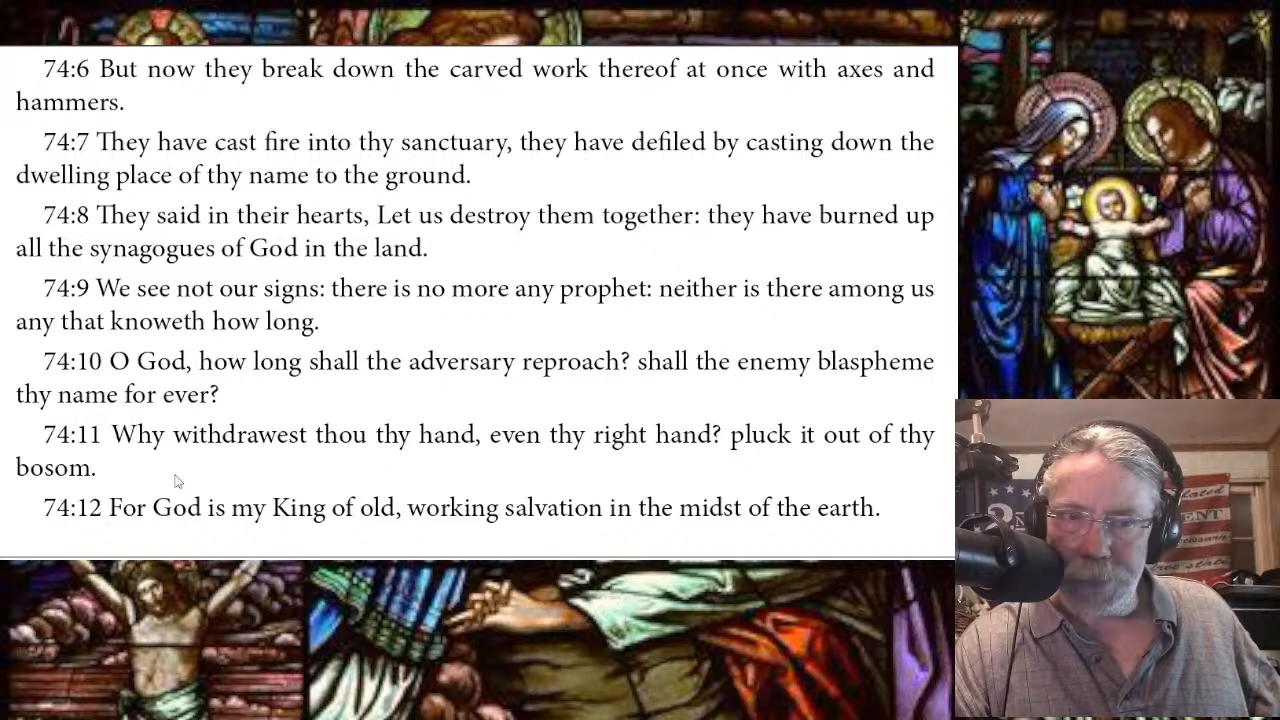 74:6 But now they break down the carved work thereof at once with axes and
hammers.
74:7 They have cast fire into thy sanctuary, they have defiled by casting down the
dwelling place of thy name to the ground.
74:8 They said in their hearts, Let us destroy them together: they have burned up
all the synagogues of God in the land.
74:9 We see not our signs: there is no more any prophet: neither is there among us
any that knoweth how long.
74:10 O God, how long shall the adversary reproach? shall the enemy blaspheme
thy name for ever?
74:11 Why withdrawest thou thy hand, even thy right hand? pluck it out of thy
bosom.
74:12 For God is my King of old, working salvation in the midst of the earth.